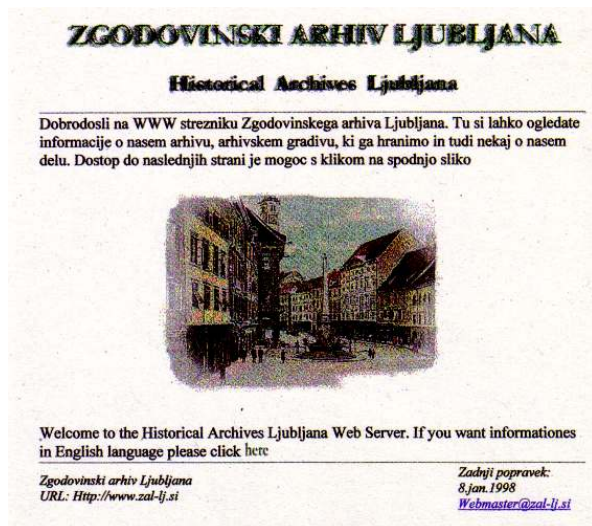 ZGODOVINSKI ARHIV LJUBLJANA
Historical Archives Ljubljana
Dobrodosli na WWW strezniku Zgodovinskega arhiva Ljubljana. Tu si lahko ogledate
informacije o nasem arhivu, arhivskem gradivu, ki ga hranimo in tudi nekaj o nasem
delu. Dostop do naslednjih strani je mogoc s klikom na spodnjo sliko
Welcome to the Historical Archives Ljubljana Web Server. If you want informationes
in English language please click here
Zgodovinski arhiv Ljubljana
URL: Http://www.zal-lj.si
Zadnji popravek:
8.jan.1998
Webmaster@zal-lj.si